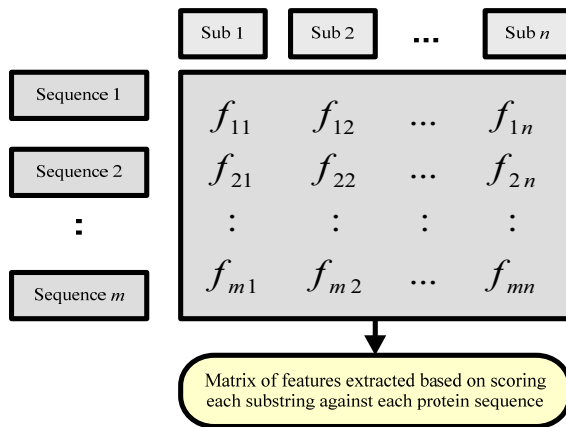 Sub 1 Sub 2 ... Sub n
Sequence 1
f11 f12 ... f1n
Sequence 2
f21 f22 ... f2n
: : : : :
Sequence m
fm1 fm2 ... fmn
Matrix of features extracted based on scoring
each substring against each protein sequence